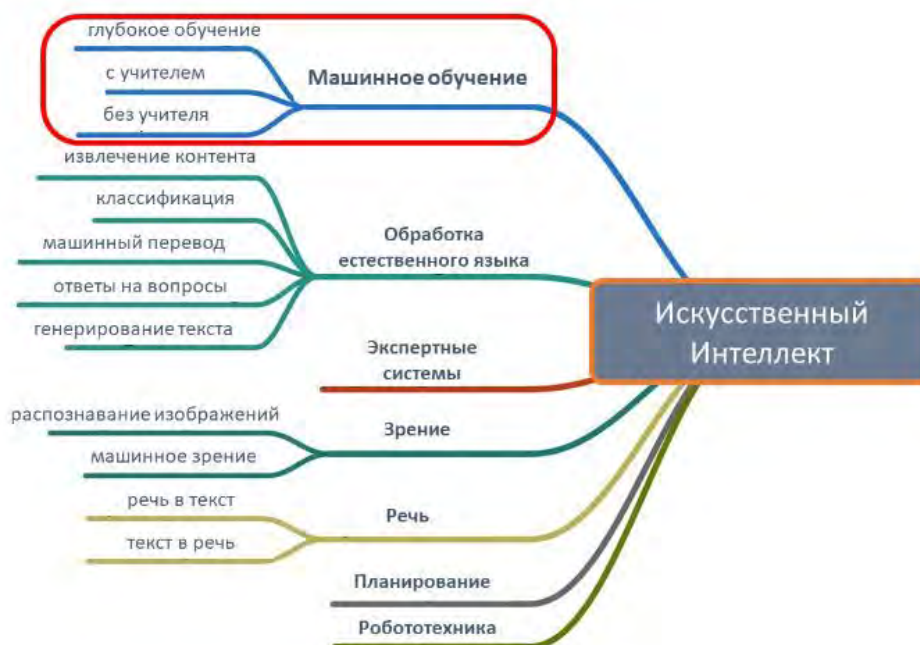 глубокое обучение
с учителем
без учителя
Машинное обучение
извлечение контента
классификация
машинный перевод
ответы на вопросы
генерирование текста
Обработка
естественного языка
Экспертные
системы
распознавание изображений
машинное зрение
Зрение
речь в текст
текст в речь
Речь
Планирование
Робототехника
Искусственный
Интеллект